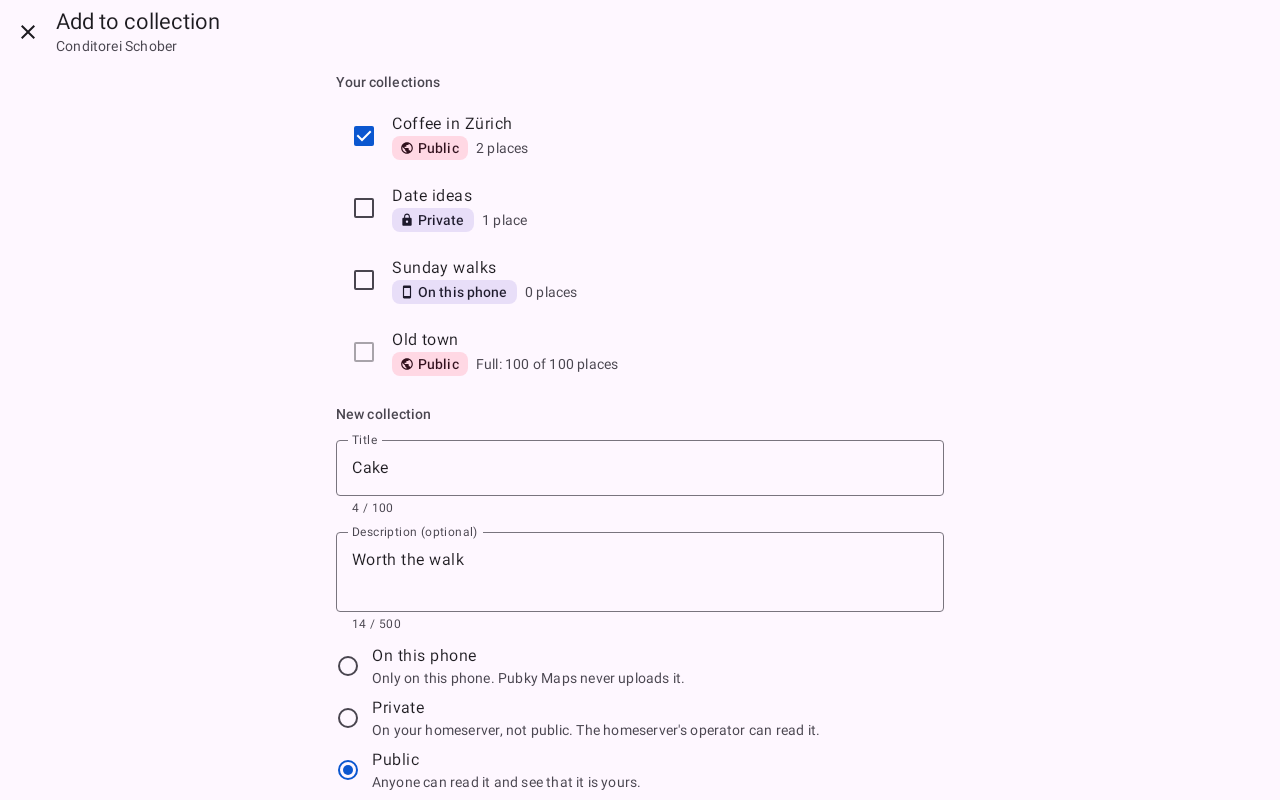 Add to collection
Conditorei Schober
Your collections
Coffee in Zürich
Public 2 places
Date ideas
Private 1 place
Sunday walks
On this phone 0 places
Old town
Public Full: 100 of 100 places
New collection
Title
Cake
4 / 100
Description (optional)
Worth the walk
14 / 500
On this phone
Only on this phone. Pubky Maps never uploads it.
Private
On your homeserver, not public. The homeserver's operator can read it.
Public
Anyone can read it and see that it is yours.